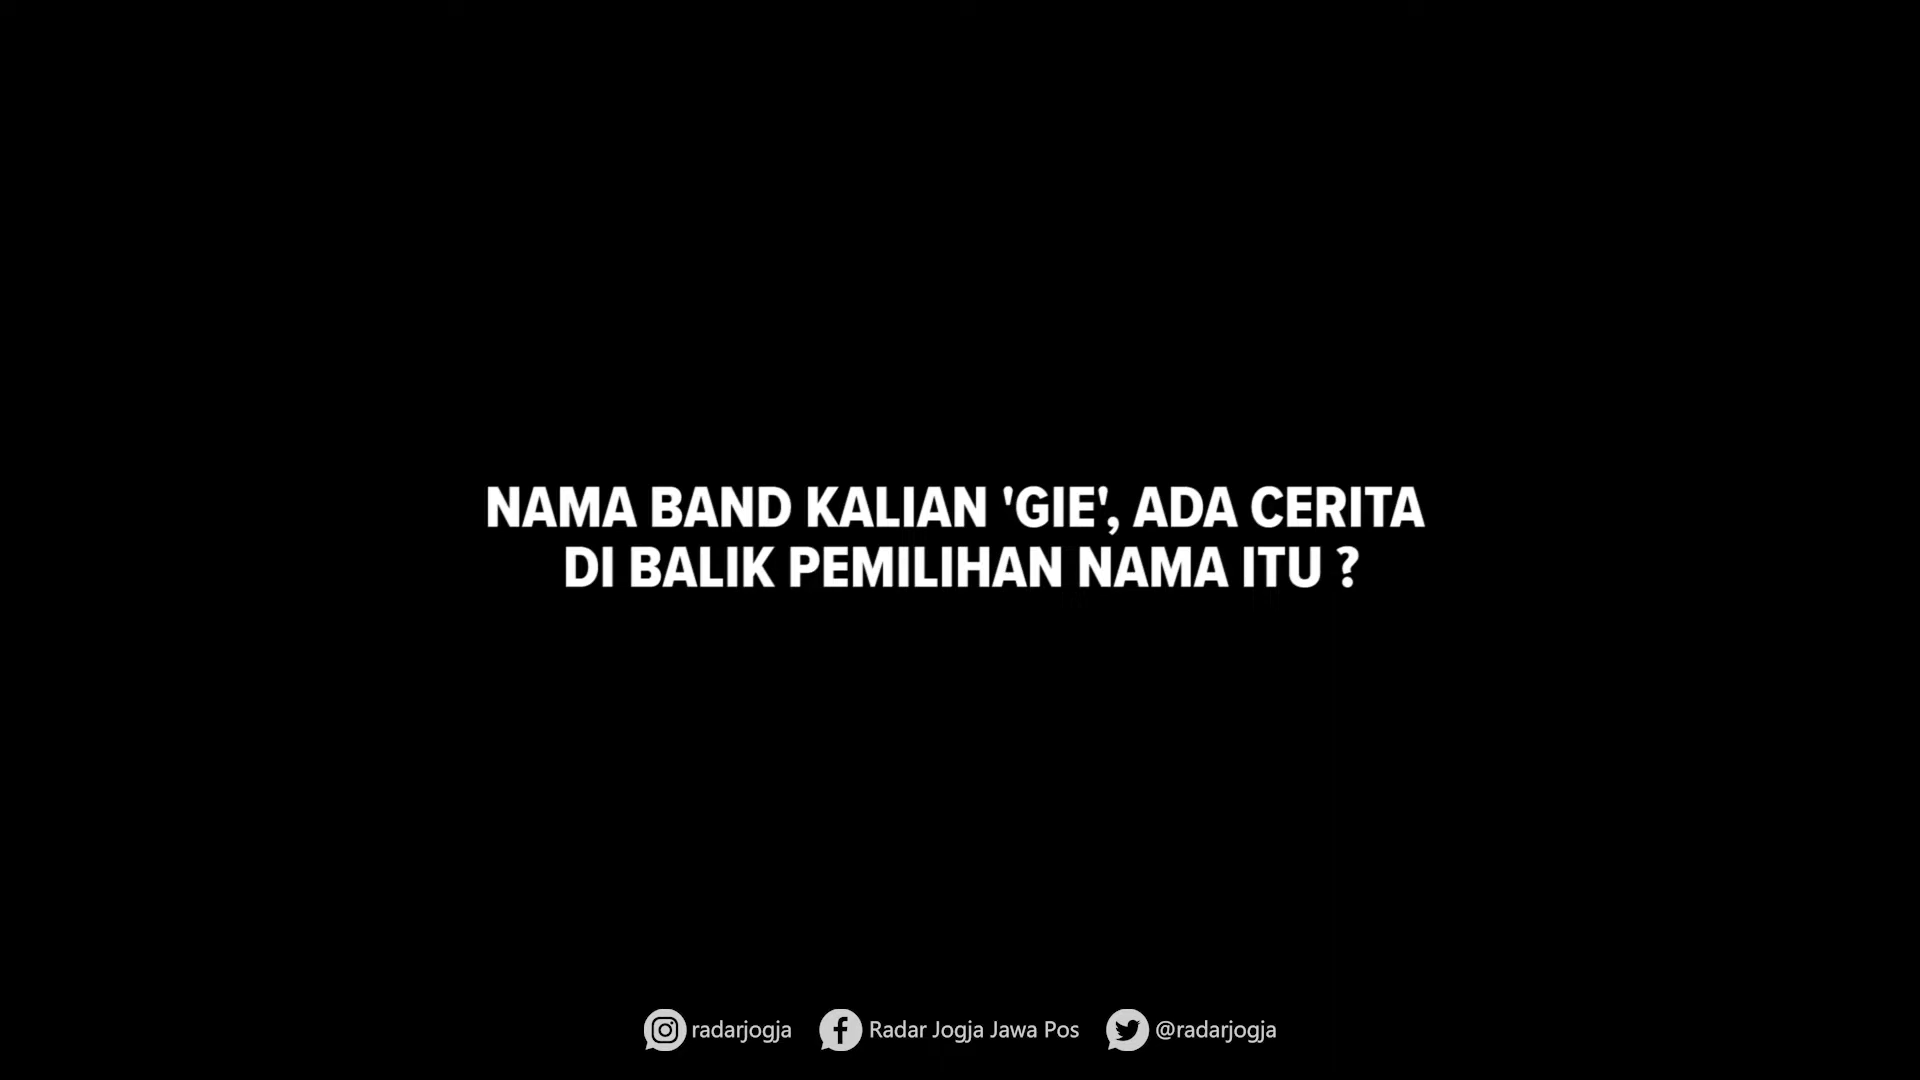 NAMA BAND KALIAN 'GIE', ADA CERITA
DI BALIK PEMILIHAN NAMA ITU ?
radarjogja Radar Jogja Jawa Pos @radarjogja